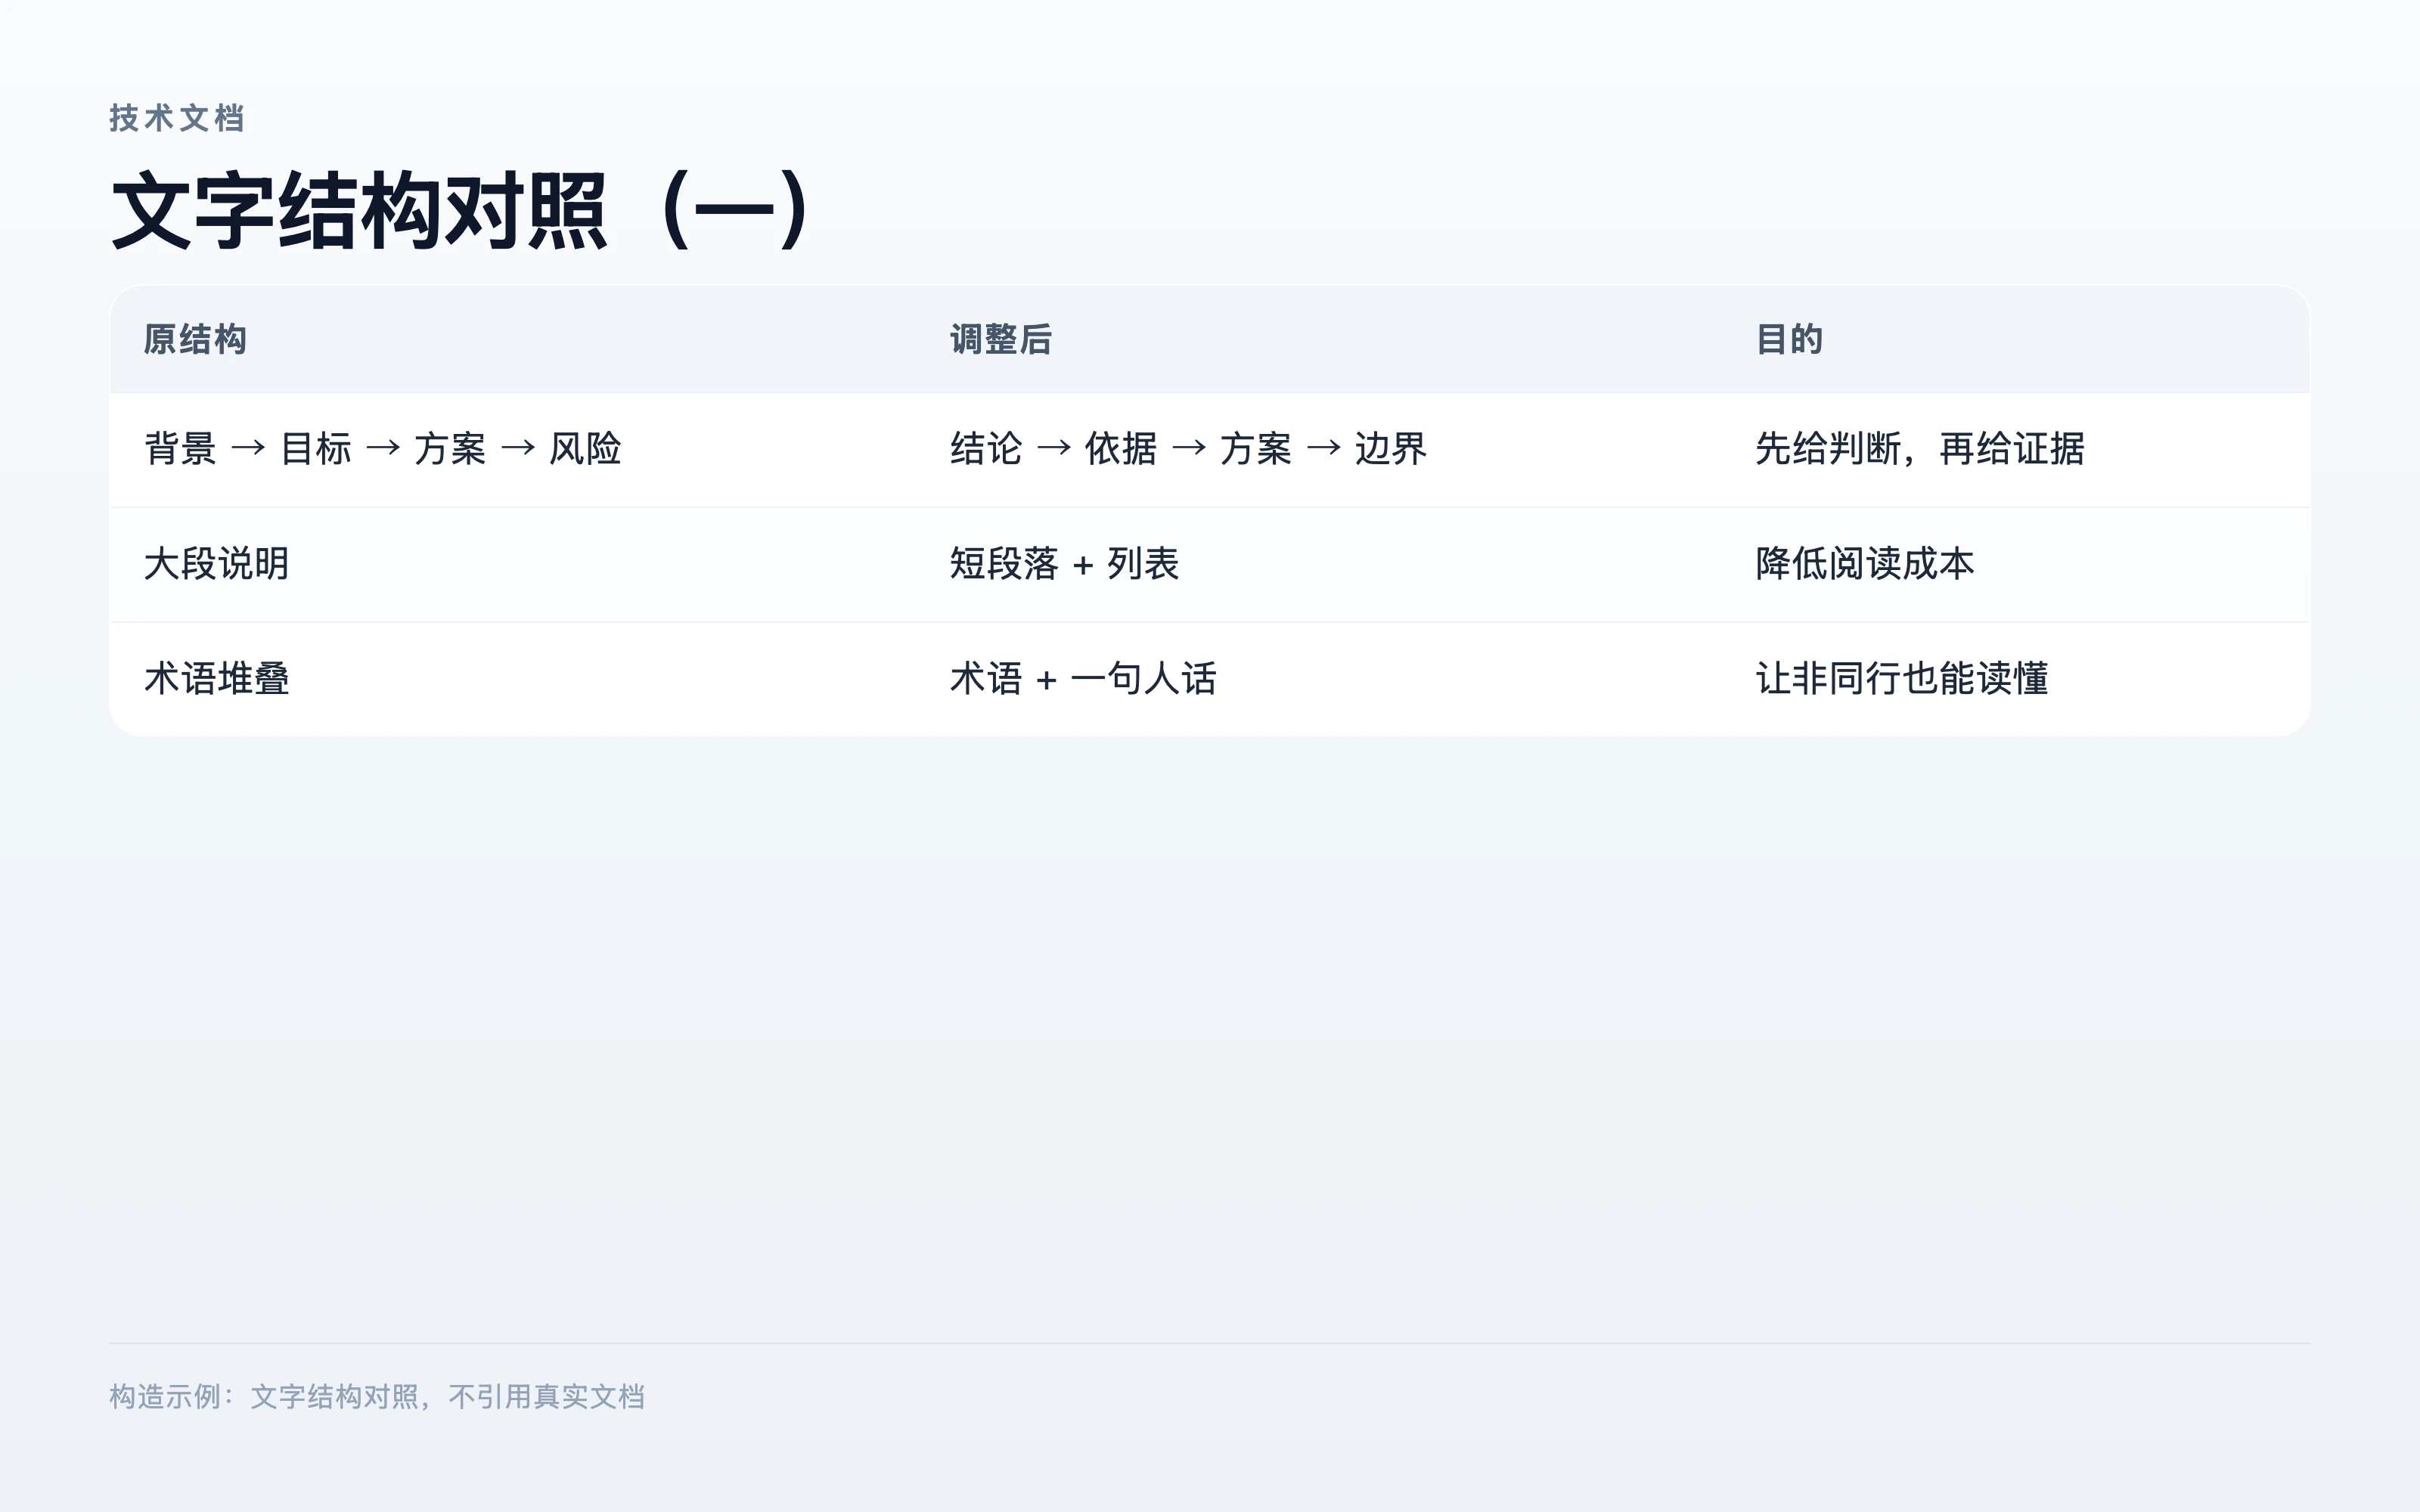 技术文档
文字结构对照（一）
原结构 调整后 目的
背景 → 目标 → 方案 → 风险 结论 → 依据 → 方案 → 边界 先给判断，再给证据
大段说明 短段落 + 列表 降低阅读成本
术语堆叠 术语 + 一句人话 让非同行也能读懂
构造示例：文字结构对照，不引用真实文档